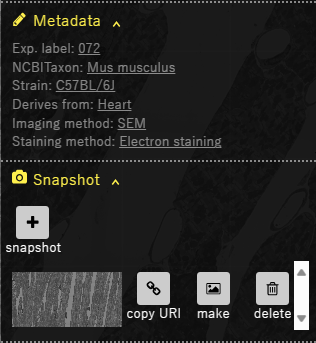 Metadata
Exp. label: 072
NCBITaxon: Mus musculus
Strain: C57BL/6J
Derives from: Heart
Imaging method: SEM
Staining method: Electron staining
Snapshot
snapshot
copy URI make delete